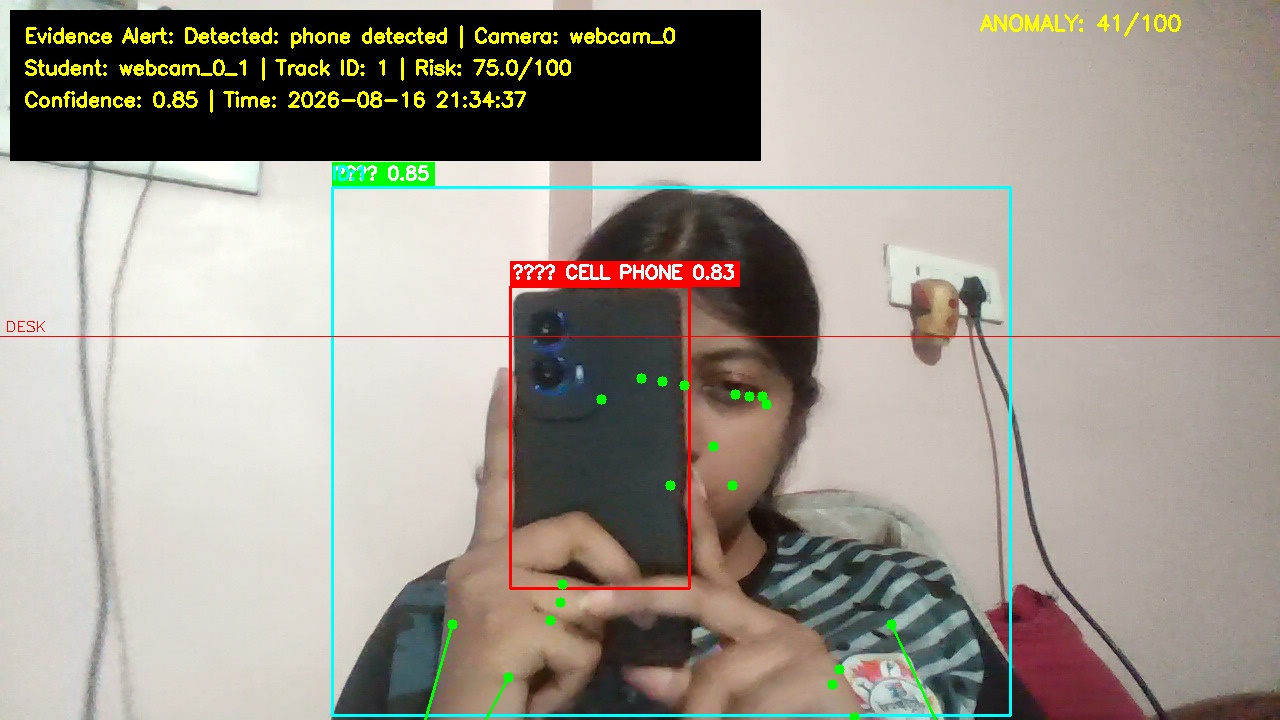 Evidence Alert: Detected: phone detected | Camera: webcam_0
Student: webcam_0_1 | Track ID: 1 | Risk: 75.0/100
Confidence: 0.85 | Time: 2026-08-16 21:34:37
ANOMALY: 41/100
???? 0.85
???? CELL PHONE 0.83
DESK